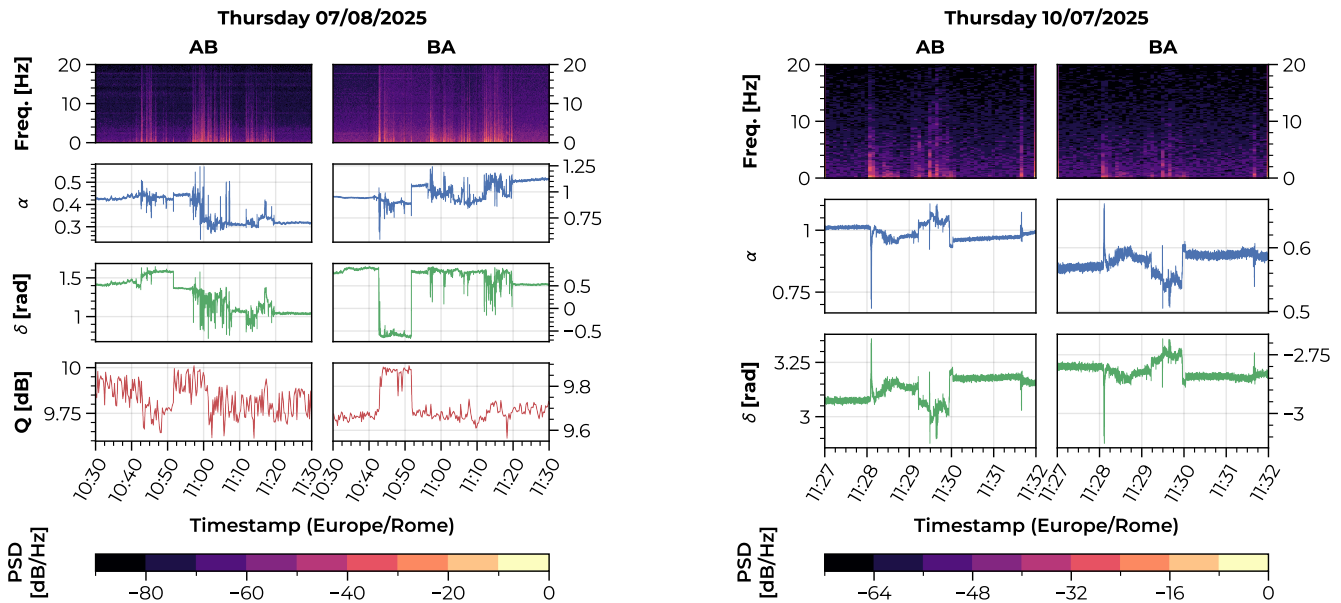 Thursday 07/08/2025
AB BA
Freq. [Hz]
20
10
0
20
10
0
α
0.5
0.4
0.3
1.25
1
0.75
δ [rad]
1.5
1
0.5
0
−0.5
Q [dB]
10
9.75
9.8
9.6
10:30 10:40 10:50 11:00 11:10 11:30 10:30 10:40 10:50 11:00 11:10 11:30
Timestamp (Europe/Rome)
PSD
[dB/Hz]
−80 −60 −40 −20 0
Thursday 10/07/2025
AB BA
Freq. [Hz]
20
10
0
20
10
0
α
1
0.75
0.6
0.5
δ [rad]
3.25
3
−2.75
−3
11:27 11:28 11:29 11:30 11:31 11:32 11:27 11:28 11:29 11:30 11:31 11:32
Timestamp (Europe/Rome)
PSD
[dB/Hz]
−64 −48 −32 −16 0